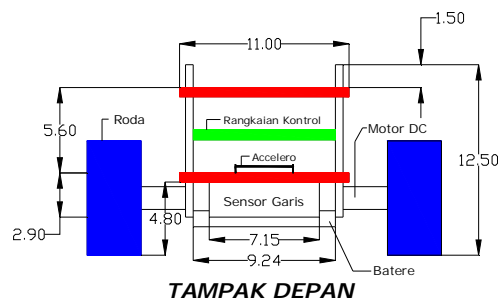 1.50
11.00
Roda
Rangkaian Kontrol
Motor DC
5.60
Accelero
12.50
Sensor Garis
4.80
2.90
7.15
9.24
Batere
TAMPAK DEPAN